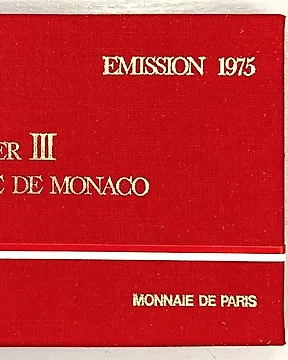 EMISSION 1975
ER III
E DE MONACO
MONNAIE DE PARIS